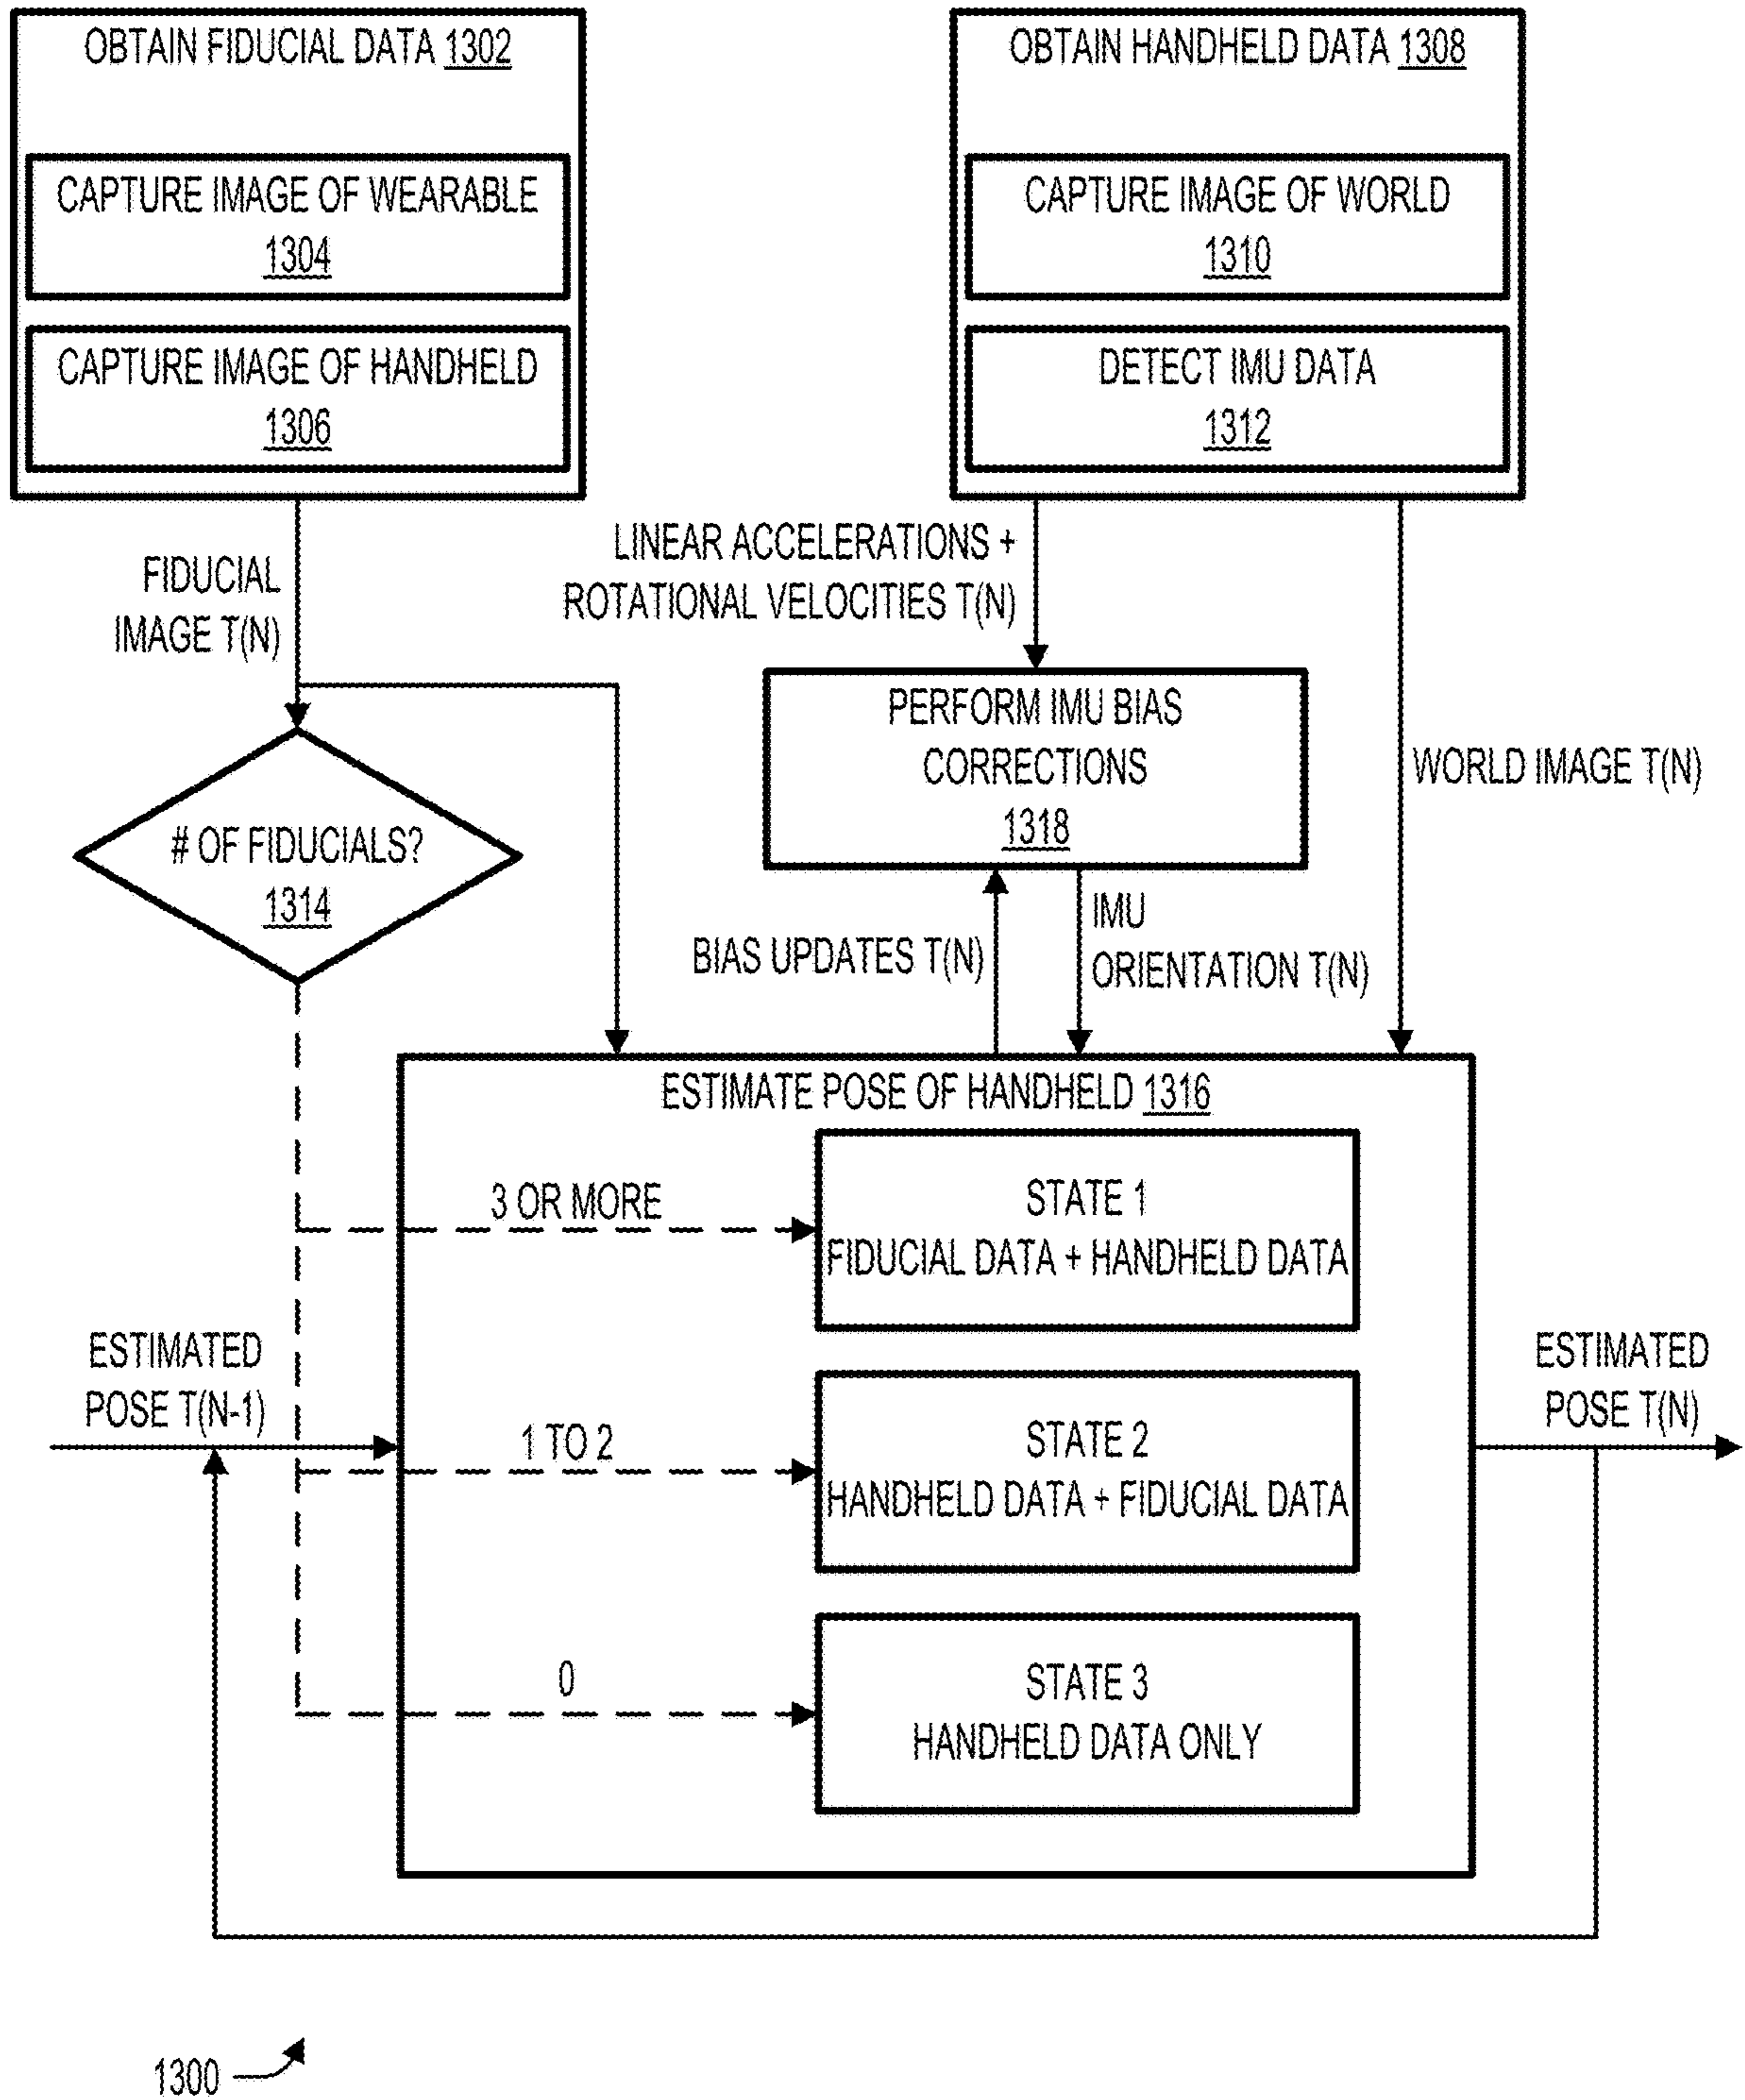 OBTAIN FIDUCIAL DATA 1302
CAPTURE IMAGE OF WEARABLE
1304
CAPTURE IMAGE OF HANDHELD
1306
OBTAIN HANDHELD DATA 1308
CAPTURE IMAGE OF WORLD
1310
DETECT IMU DATA
1312
FIDUCIAL
IMAGE T(N)
LINEAR ACCELERATIONS +
ROTATIONAL VELOCITIES T(N)
PERFORM IMU BIAS
CORRECTIONS
1318
WORLD IMAGE T(N)
# OF FIDUCIALS?
1314
BIAS UPDATES T(N)
IMU
ORIENTATION T(N)
ESTIMATE POSE OF HANDHELD 1316
3 OR MORE
STATE 1
FIDUCIAL DATA + HANDHELD DATA
ESTIMATED
POSE T(N-1)
1 TO 2
STATE 2
HANDHELD DATA + FIDUCIAL DATA
ESTIMATED
POSE T(N)
0
STATE 3
HANDHELD DATA ONLY
1300